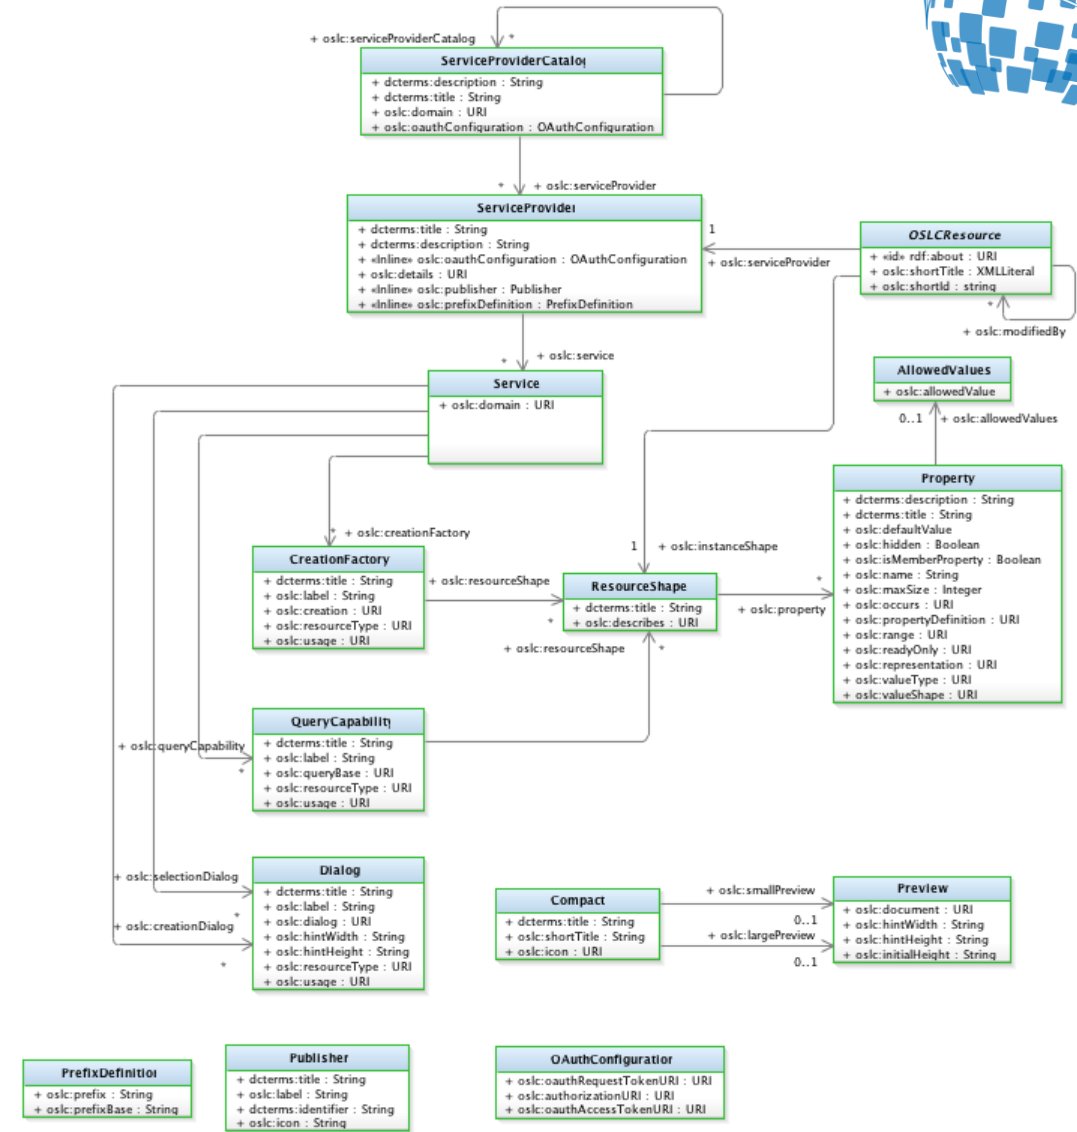 + oslc:serviceProviderCatalog
*
ServiceProviderCatalog
+ dcterms:description : String
+ dcterms:title : String
+ oslc:domain : URI
+ oslc:oauthConfiguration : OAuthConfiguration
*
+ oslc:serviceProvider
ServiceProvider
+ dcterms:title : String
+ dcterms:description : String
+ «Inline» oslc:oauthConfiguration : OAuthConfiguration
+ oslc:details : URI
+ «Inline» oslc:publisher : Publisher
+ «Inline» oslc:prefixDefinition : PrefixDefinition
1
+ oslc:serviceProvider
OSLCResource
+ «id» rdf:about : URI
+ oslc:shortTitle : XMLLiteral
+ oslc:shortId : string
*
+ oslc:modifiedBy
*
+ oslc:service
Service
+ oslc:domain : URI
AllowedValues
+ oslc:allowedValue
0..1
+ oslc:allowedValues
Property
+ dcterms:description : String
+ dcterms:title : String
+ oslc:defaultValue
+ oslc:hidden : Boolean
+ oslc:isMemberProperty : Boolean
+ oslc:name : String
+ oslc:maxSize : Integer
+ oslc:occurs : URI
+ oslc:propertyDefinition : URI
+ oslc:range : URI
+ oslc:readyOnly : URI
+ oslc:representation : URI
+ oslc:valueType : URI
+ oslc:valueShape : URI
*
+ oslc:creationFactory
CreationFactory
+ dcterms:title : String
+ oslc:label : String
+ oslc:creation : URI
+ oslc:resourceType : URI
+ oslc:usage : URI
+ oslc:resourceShape
*
1
+ oslc:instanceShape
ResourceShape
+ dcterms:title : String
+ oslc:describes : URI
*
+ oslc:property
+ oslc:resourceShape
*
QueryCapability
+ dcterms:title : String
+ oslc:label : String
+ oslc:queryBase : URI
+ oslc:resourceType : URI
+ oslc:usage : URI
+ oslc:queryCapability
*
Dialog
+ dcterms:title : String
+ oslc:label : String
+ oslc:dialog : URI
+ oslc:hintWidth : String
+ oslc:hintHeight : String
+ oslc:resourceType : URI
+ oslc:usage : URI
+ oslc:selectionDialog
*
+ oslc:creationDialog
*
Compact
+ dcterms:title : String
+ oslc:shortTitle : String
+ oslc:icon : URI
+ oslc:smallPreview
0..1
+ oslc:largePreview
0..1
Preview
+ oslc:document : URI
+ oslc:hintWidth : String
+ oslc:hintHeight : String
+ oslc:initialHeight : String
PrefixDefinition
+ oslc:prefix : String
+ oslc:prefixBase : String
Publisher
+ dcterms:title : String
+ oslc:label : String
+ dcterms:identifier : String
+ oslc:icon : String
OAuthConfiguration
+ oslc:oauthRequestTokenURI : URI
+ oslc:authorizationURI : URI
+ oslc:oauthAccessTokenURI : URI